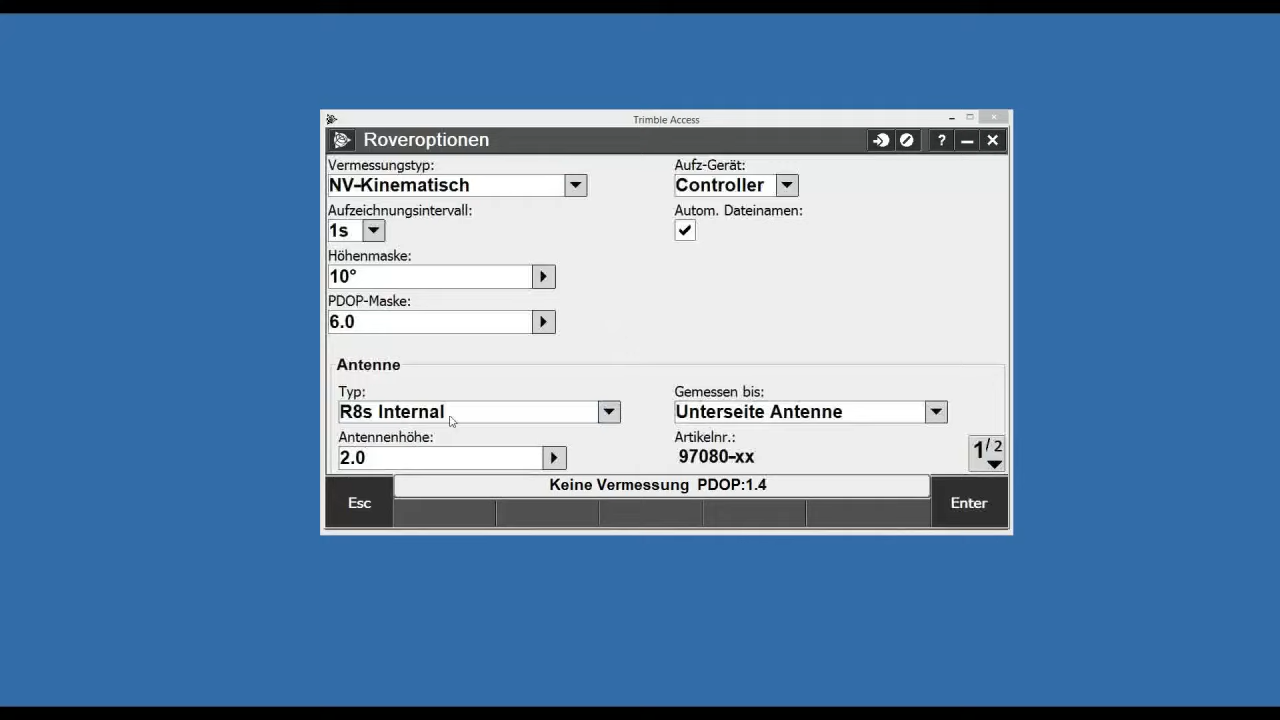 Trimble Access
Roveroptionen
?
Vermessungstyp:
Aufz-Gerät:
NV-Kinematisch
Controller
Aufzeichnungsintervall:
Autom. Dateinamen:
1s
Höhenmaske:
10°
PDOP-Maske:
6.0
Antenne
Typ:
Gemessen bis:
R8s Internal
Unterseite Antenne
Antennenhöhe:
Artikelnr.:
2.0
97080-xx
1/2
Keine Vermessung PDOP:1.4
Esc
Enter